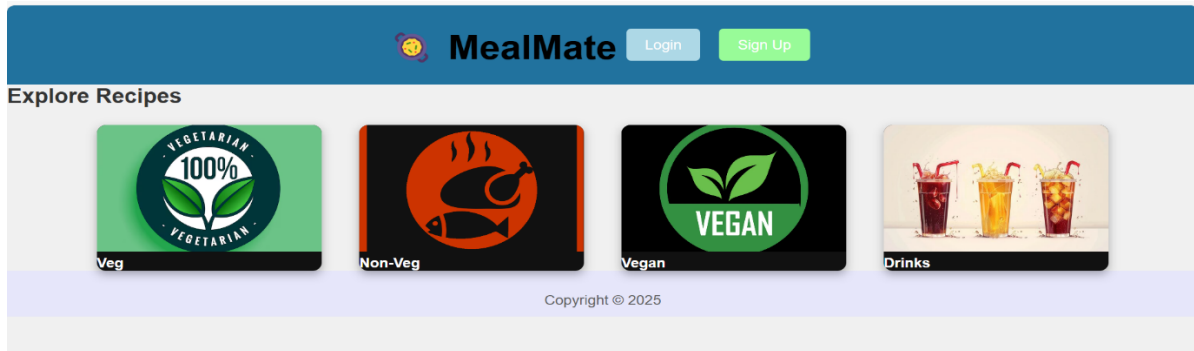 MealMate
Login
Sign Up
Explore Recipes
VEGETARIAN
100%
VEGETARIAN
VEGAN
Veg
Non-Veg
Vegan
Drinks
Copyright © 2025